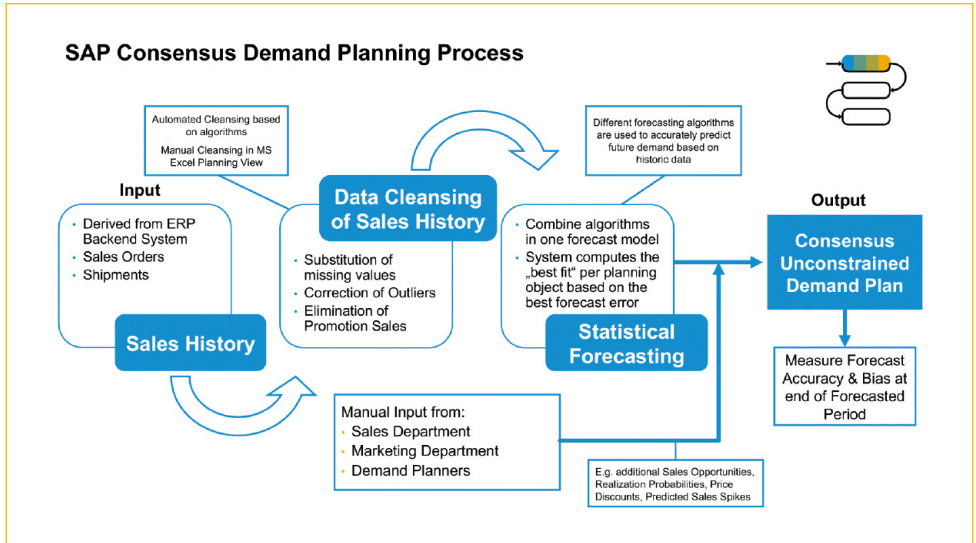 SAP Consensus Demand Planning Process
Automated Cleansing based
on algorithms
Manual Cleansing in MS
Excel Planning View
Different forecasting algorithms
are used to accurately predict
future demand based on
historic data
Input
• Derived from ERP
Backend System
• Sales Orders
• Shipments
Sales History
Data Cleansing
of Sales History
• Substitution of
missing values
• Correction of Outliers
• Elimination of
Promotion Sales
• Combine algorithms
in one forecast model
• System computes the
„best fit“ per planning
object based on the
best forecast error
Statistical
Forecasting
Output
Consensus
Unconstrained
Demand Plan
Measure Forecast
Accuracy & Bias at
end of Forecasted
Period
Manual Input from:
• Sales Department
• Marketing Department
• Demand Planners
E.g. additional Sales Opportunities,
Realization Probabilities, Price
Discounts, Predicted Sales Spikes